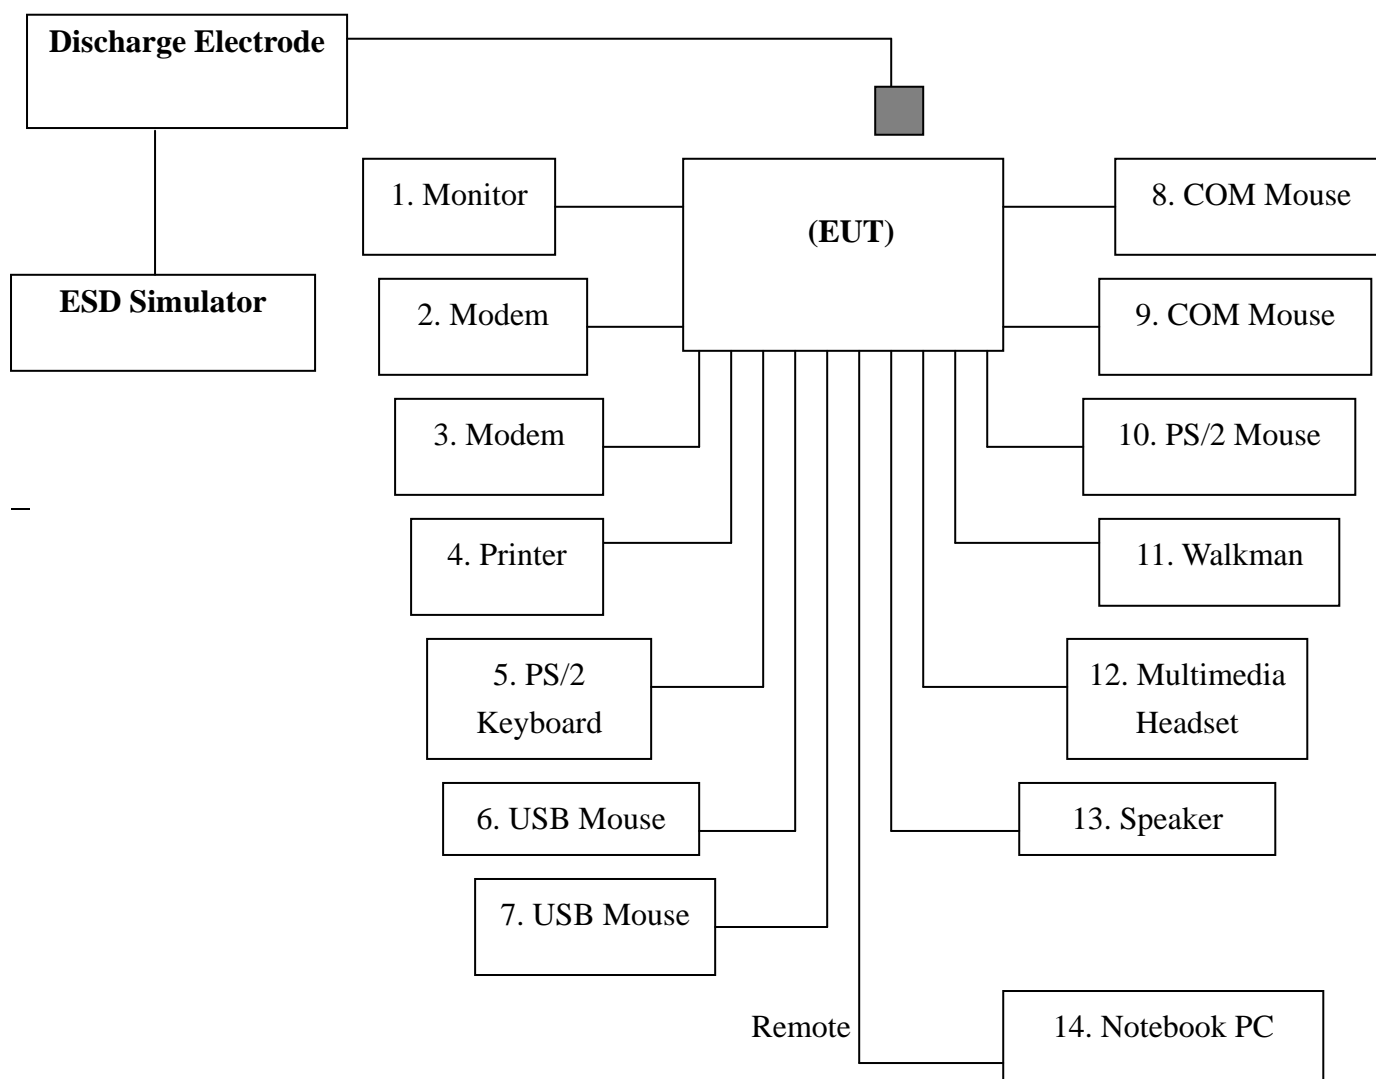 Discharge Electrode
ESD Simulator
(EUT)
1. Monitor
2. Modem
3. Modem
4. Printer
5. PS/2
Keyboard
6. USB Mouse
7. USB Mouse
8. COM Mouse
9. COM Mouse
10. PS/2 Mouse
11. Walkman
12. Multimedia
Headset
13. Speaker
Remote
14. Notebook PC